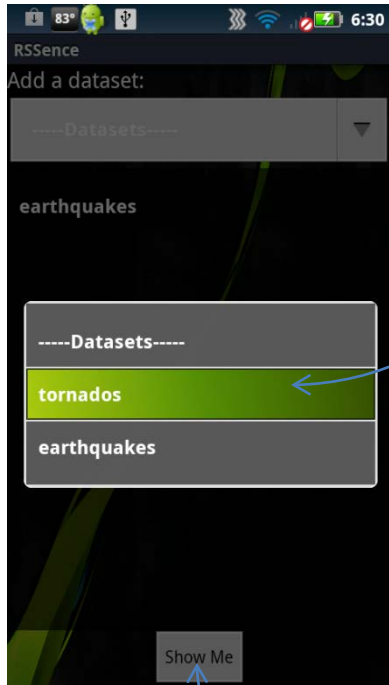 83° 6:30
RSSence
Add a dataset:
-----Datasets-----
earthquakes
-----Datasets-----
tornados
earthquakes
Show Me